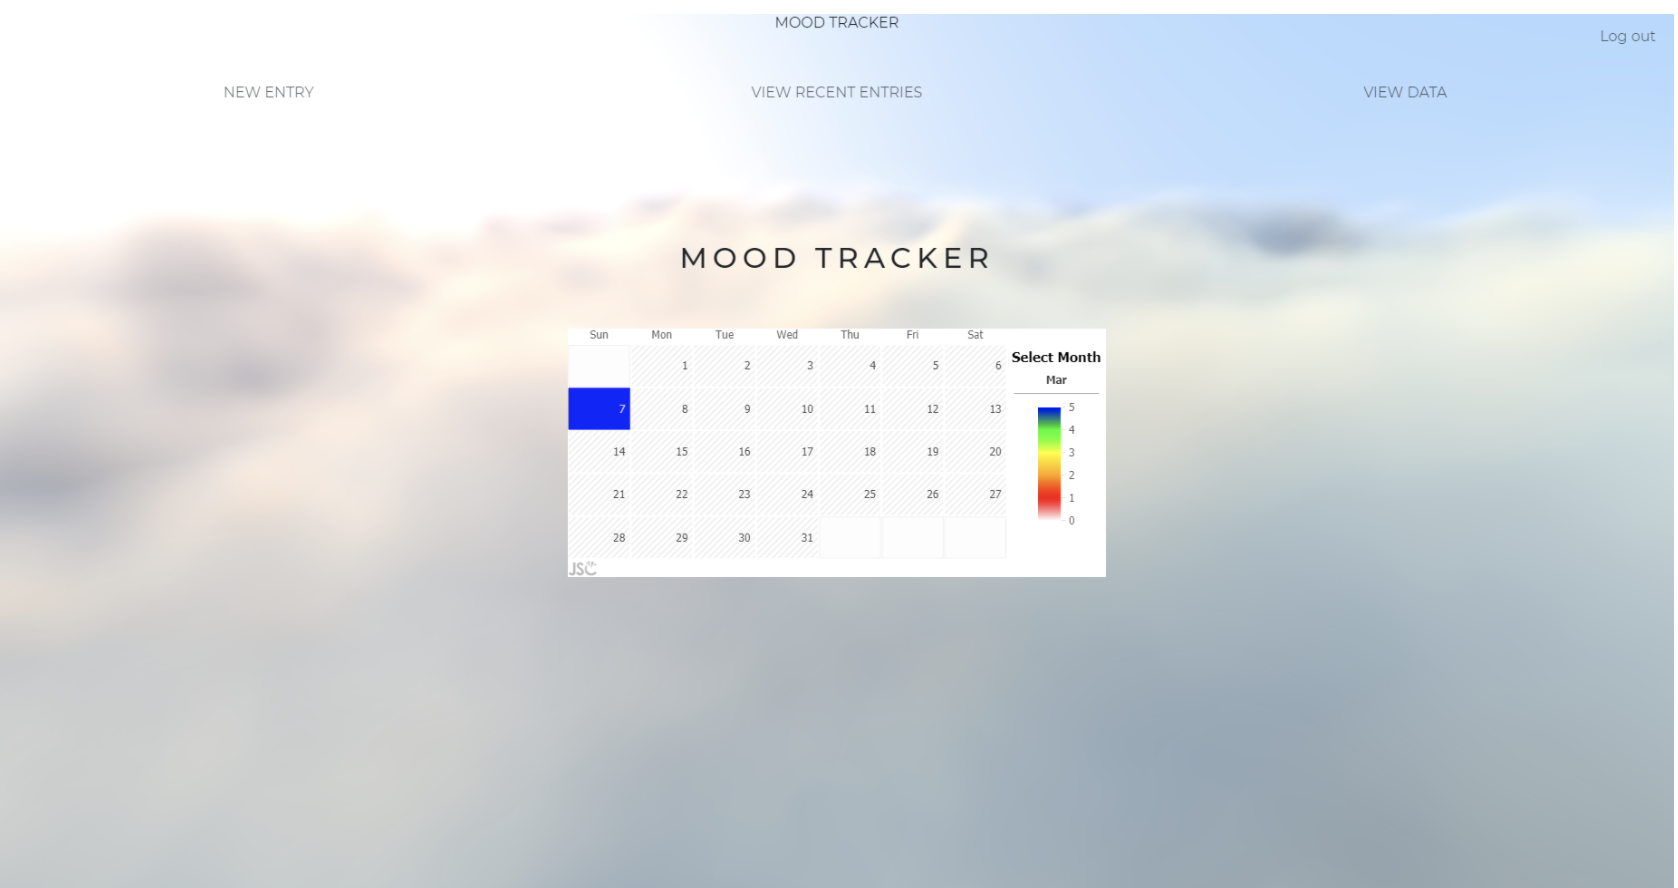 MOOD TRACKER
Log out
NEW ENTRY VIEW RECENT ENTRIES VIEW DATA
MOOD TRACKER
Sun Mon Tue Wed Thu Fri Sat
1 2 3 4 5 6
7 8 9 10 11 12 13
14 15 16 17 18 19 20
21 22 23 24 25 26 27
28 29 30 31
Select Month
Mar
5
4
3
2
1
0
JSC